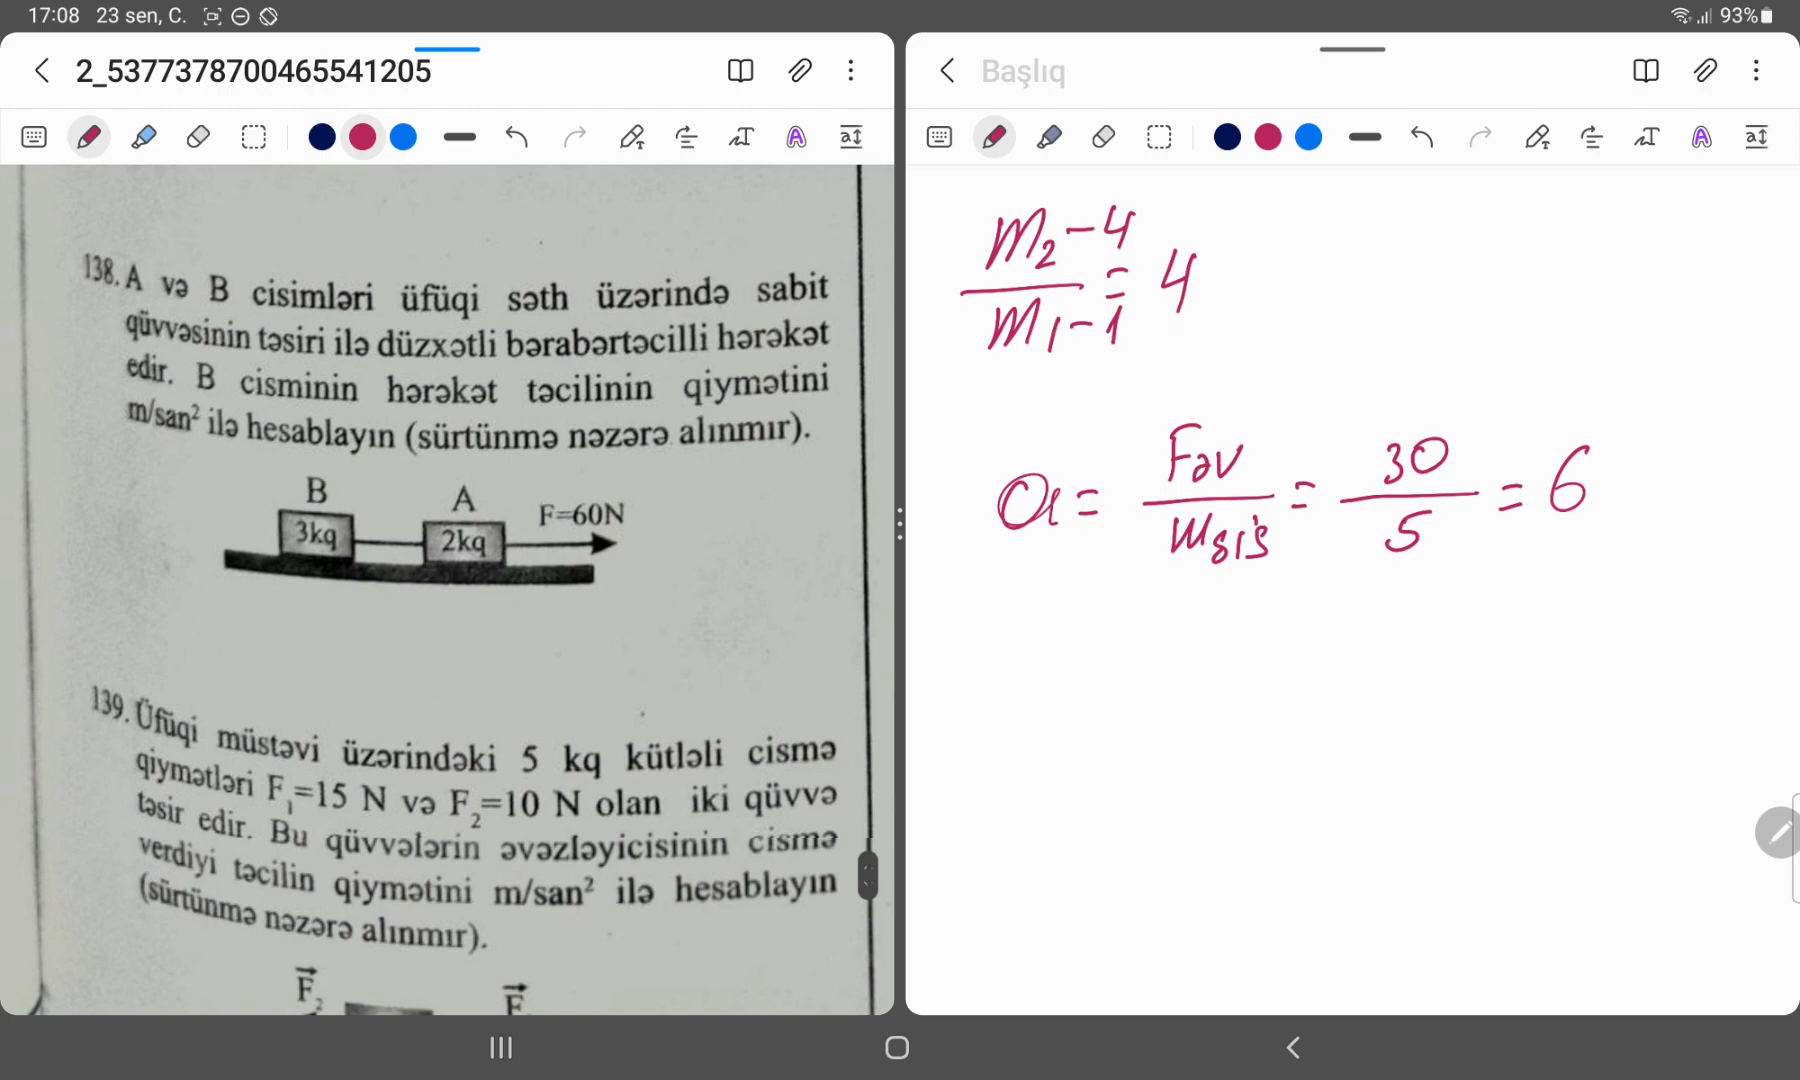 17:08 23 sen, C.
93%
2_5377378700465541205
Başlıq
138. A və B cisimləri üfüqi səth üzərində sabit
qüvvəsinin təsiri ilə düzxətli bərabərtəcilli hərəkət
edir. B cisminin hərəkət təcilinin qiymətini
m/san² ilə hesablayın (sürtünmə nəzərə alınmır).
B
A
F=60N
3kq
2kq
139. Üfüqi müstəvi üzərindəki 5 kq kütləli cismə
qiymətləri F₁=15 N və F₂=10 N olan iki qüvvə
təsir edir. Bu qüvvələrin əvəzləyicisinin cismə
verdiyi təcilin qiymətini m/san² ilə hesablayın
(sürtünmə nəzərə alınmır).
F₂
F
m₂-4
= 4
m₁-1
a = Fəv / msis = 30 / 5 = 6